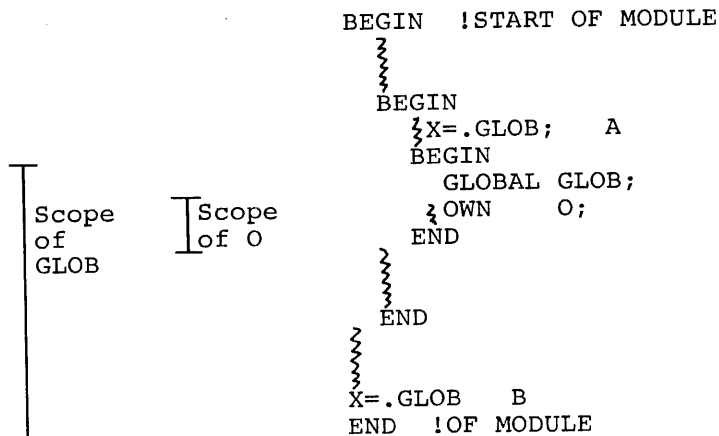 BEGIN !START OF MODULE
BEGIN
X=.GLOB; A
BEGIN
GLOBAL GLOB;
Scope of GLOB
Scope of O
OWN O;
END
END
X=.GLOB B
END !OF MODULE